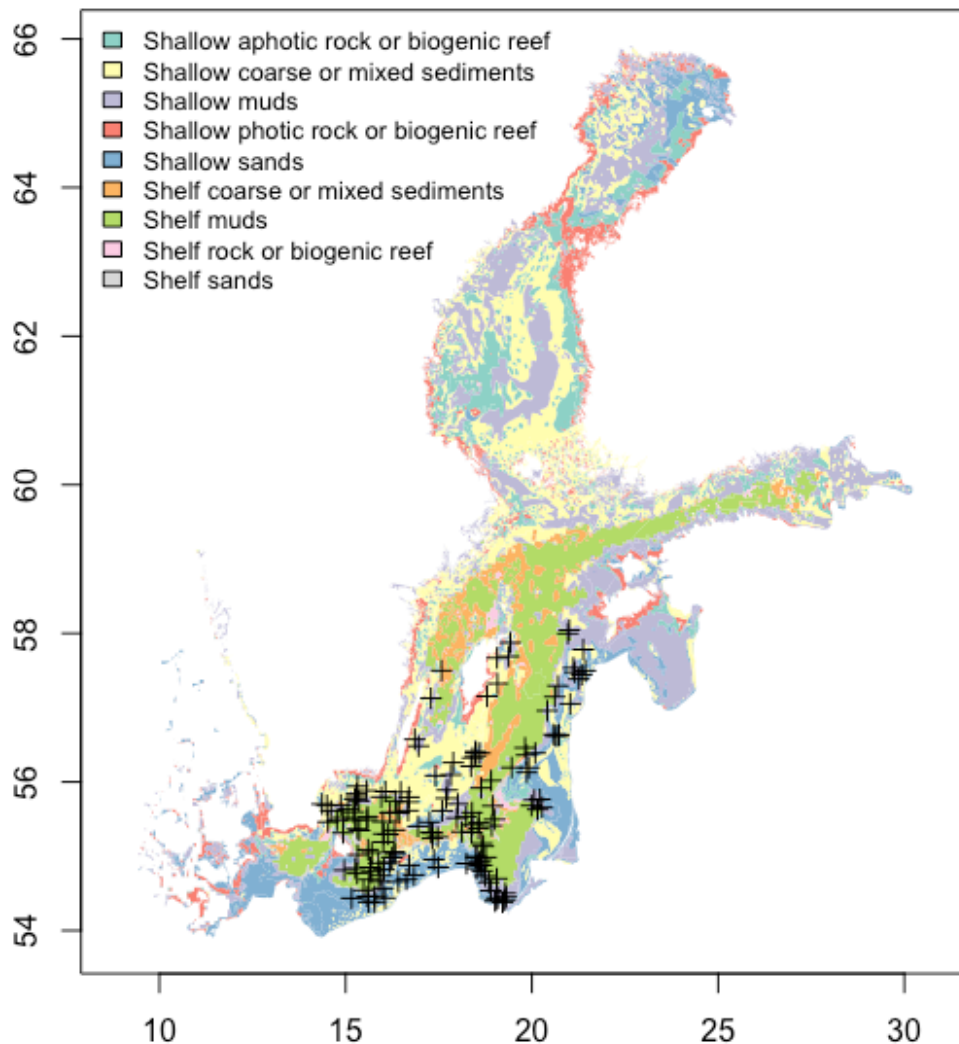 66
64
62
60
58
56
54
Shallow aphotic rock or biogenic reef
Shallow coarse or mixed sediments
Shallow muds
Shallow photic rock or biogenic reef
Shallow sands
Shelf coarse or mixed sediments
Shelf muds
Shelf rock or biogenic reef
Shelf sands
10 15 20 25 30